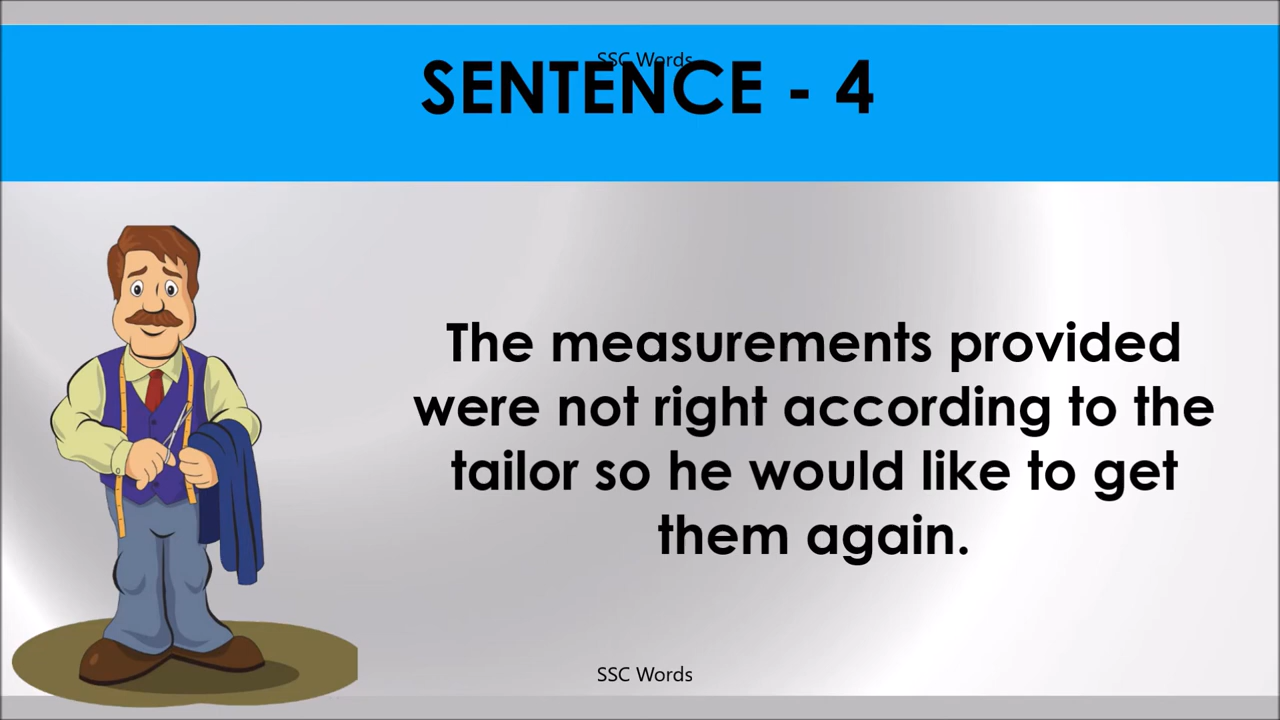 SSC Words
SENTENCE - 4
The measurements provided
were not right according to the
tailor so he would like to get
them again.
SSC Words